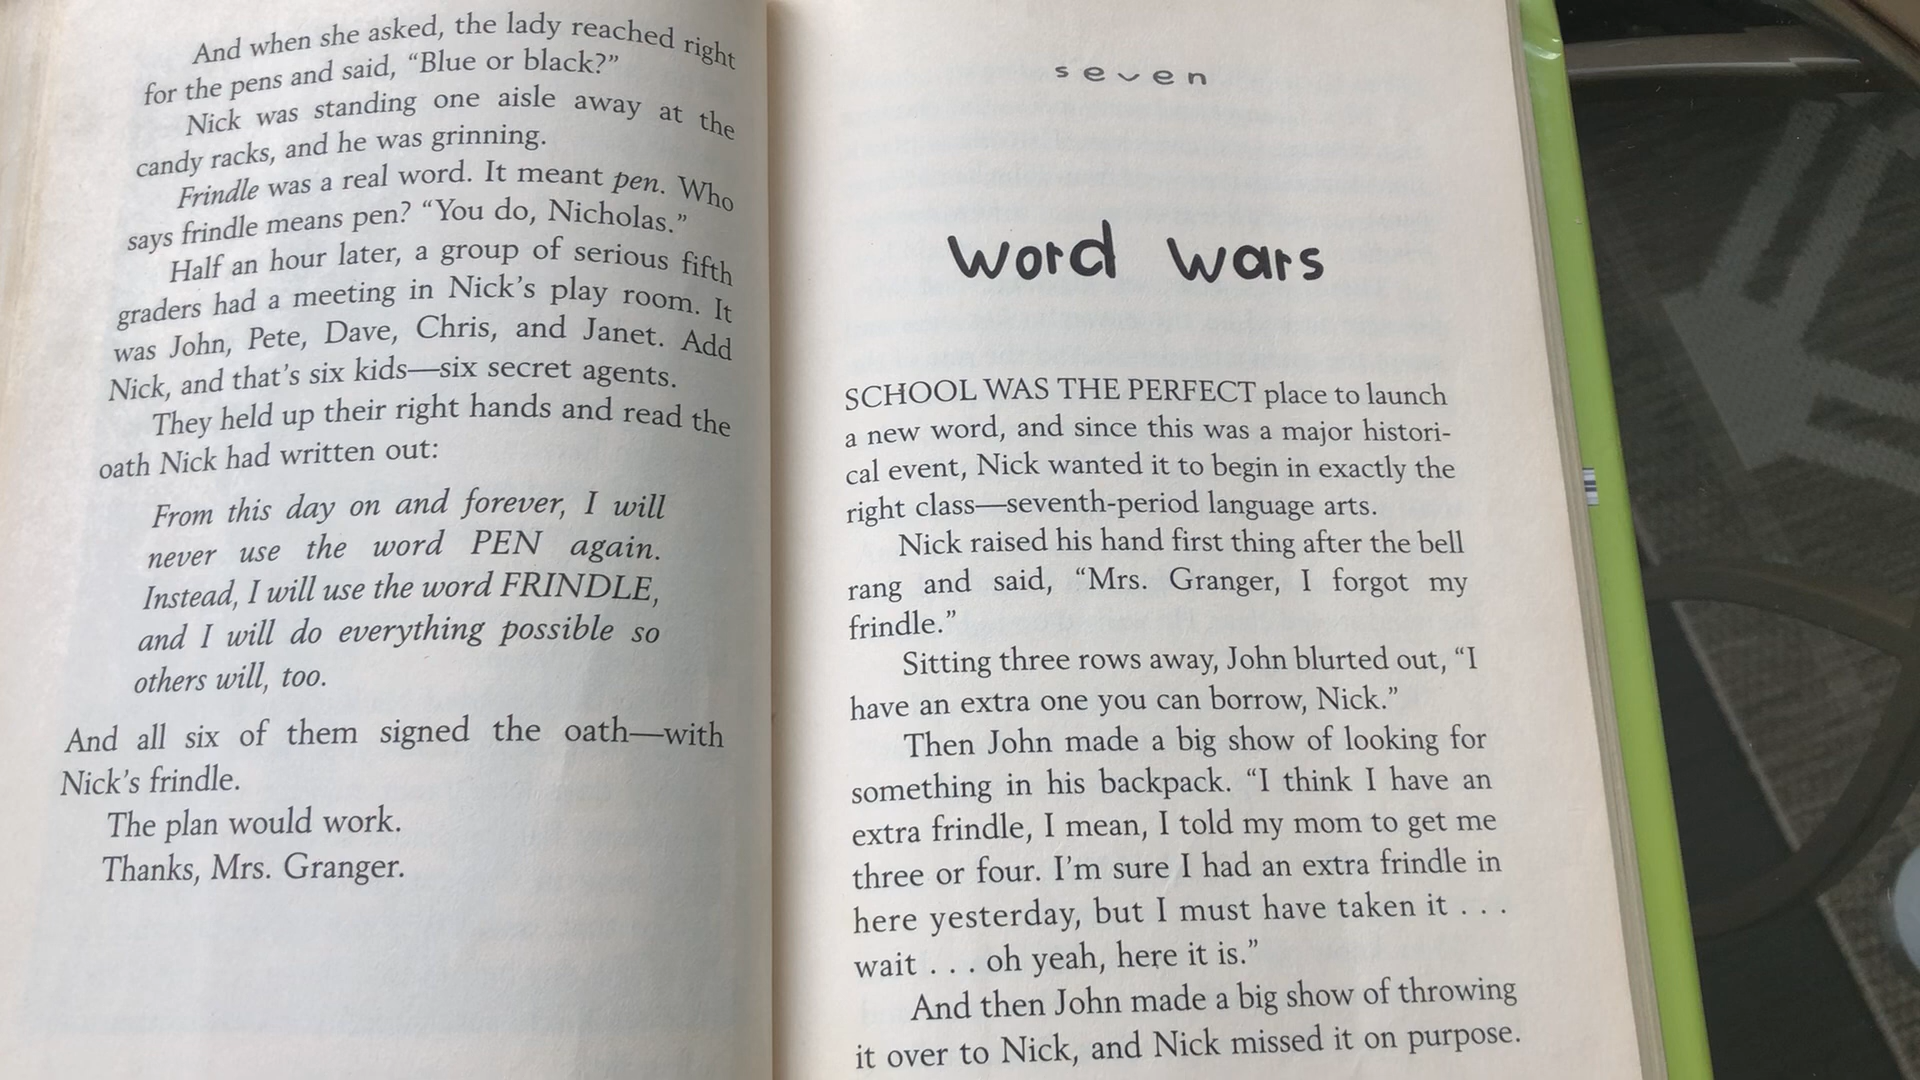 And when she asked, the lady reached right
for the pens and said, “Blue or black?”
Nick was standing one aisle away at the
candy racks, and he was grinning.
Frindle was a real word. It meant pen. Who
says frindle means pen? “You do, Nicholas.”
Half an hour later, a group of serious fifth
graders had a meeting in Nick’s play room. It
was John, Pete, Dave, Chris, and Janet. Add
Nick, and that’s six kids—six secret agents.
They held up their right hands and read the
oath Nick had written out:
From this day on and forever, I will
never use the word PEN again.
Instead, I will use the word FRINDLE,
and I will do everything possible so
others will, too.
And all six of them signed the oath—with
Nick’s frindle.
The plan would work.
Thanks, Mrs. Granger.
seven
word wars
SCHOOL WAS THE PERFECT place to launch
a new word, and since this was a major histori-
cal event, Nick wanted it to begin in exactly the
right class—seventh-period language arts.
Nick raised his hand first thing after the bell
rang and said, “Mrs. Granger, I forgot my
frindle.”
Sitting three rows away, John blurted out, “I
have an extra one you can borrow, Nick.”
Then John made a big show of looking for
something in his backpack. “I think I have an
extra frindle, I mean, I told my mom to get me
three or four. I’m sure I had an extra frindle in
here yesterday, but I must have taken it . . .
wait . . . oh yeah, here it is.”
And then John made a big show of throwing
it over to Nick, and Nick missed it on purpose.